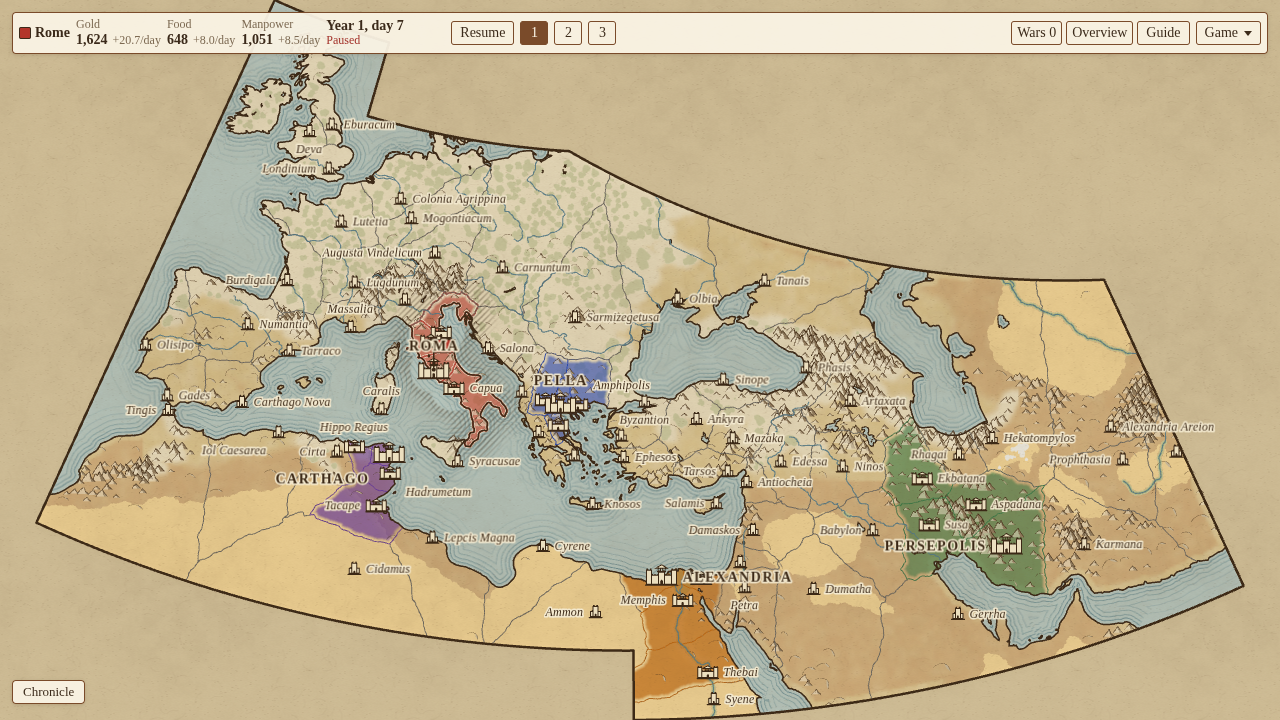 Rome
Gold
1,624 +20.7/day
Food
648 +8.0/day
Manpower
1,051 +8.5/day
Year 1, day 7
Paused
Resume
1
2
3
Wars 0
Overview
Guide
Game
Eburacum
Deva
Londinium
Colonia Agrippina
Lutetia
Mogontiacum
Augusta Vindelicum
Carnuntum
Burdigala
Lugdunum
Tanais
Olbia
Massalia
Numantia
Sarmizegetusa
Olisipo
Tarraco
ROMA
Salona
Phasis
PELLA
Amphipolis
Sinope
Capua
Caralis
Gades
Carthago Nova
Artaxata
Tingis
Byzantion
Ankyra
Hippo Regius
Alexandria Areion
Mazaka
Hekatompylos
Iol Caesarea
Cirta
Rhagai
Ephesos
Syracusae
Edessa
Ninos
Prophthasia
Tarsos
CARTHAGO
Ekbatana
Antiocheia
Hadrumetum
Tacape
Knosos
Salamis
Aspadana
Susa
Damaskos
Babylon
Lepcis Magna
Cyrene
PERSEPOLIS
Karmana
Cidamus
ALEXANDRIA
Dumatha
Memphis
Petra
Ammon
Gerrha
Thebai
Syene
Chronicle